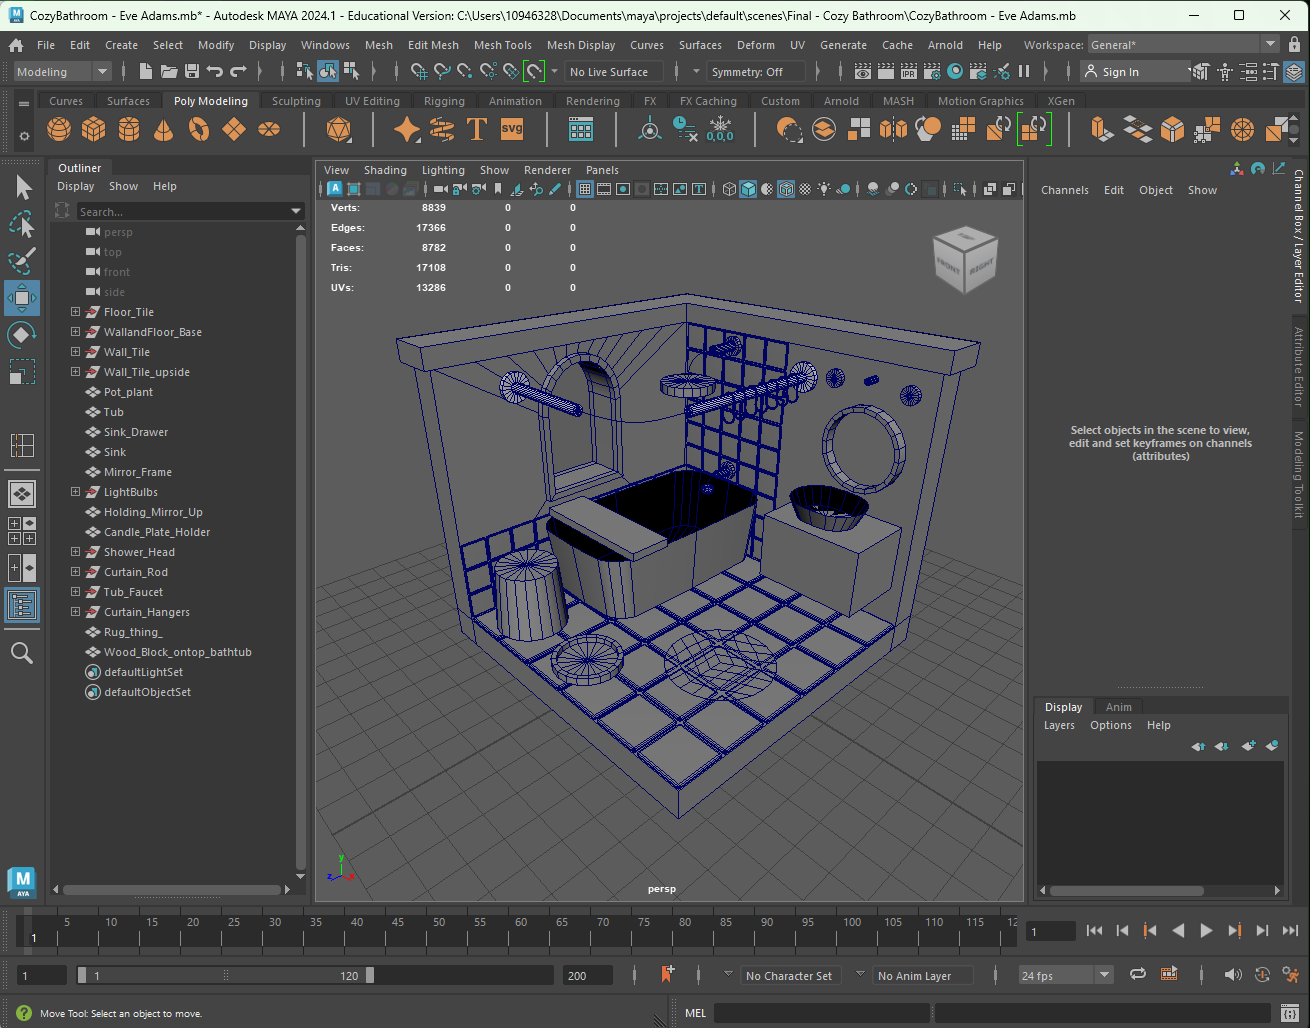 CozyBathroom - Eve Adams.mb* - Autodesk MAYA 2024.1 - Educational Version: C:\Users\10946328\Documents\maya\projects\default\scenes\Final - Cozy Bathroom\CozyBathroom - Eve Adams.mb
File Edit Create Select Modify Display Windows Mesh Edit Mesh Mesh Tools Mesh Display Curves Surfaces Deform UV Generate Cache Arnold Help Workspace: General*
Modeling No Live Surface Symmetry: Off IPR Sign In
Curves Surfaces Poly Modeling Sculpting UV Editing Rigging Animation Rendering FX FX Caching Custom Arnold MASH Motion Graphics XGen
T SVG 0,0,0
Outliner
Display Show Help
Search...
persp
top
front
side
Floor_Tile
WallandFloor_Base
Wall_Tile
Wall_Tile_upside
Pot_plant
Tub
Sink_Drawer
Sink
Mirror_Frame
LightBulbs
Holding_Mirror_Up
Candle_Plate_Holder
Shower_Head
Curtain_Rod
Tub_Faucet
Curtain_Hangers
Rug_thing_
Wood_Block_ontop_bathtub
defaultLightSet
defaultObjectSet
M
AYA
View Shading Lighting Show Renderer Panels
Verts: 8839 0 0
Edges: 17366 0 0
Faces: 8782 0 0
Tris: 17108 0 0
UVs: 13286 0 0
TOP
FRONT RIGHT
y
z x
persp
Channels Edit Object Show
Select objects in the scene to view,
edit and set keyframes on channels
(attributes)
Channel Box / Layer Editor
Attribute Editor
Modeling Toolkit
Display Anim
Layers Options Help
5 10 15 20 25 30 35 40 45 50 55 60 65 70 75 80 85 90 95 100 105 110 115 12
1
1
1 1 120 200 No Character Set No Anim Layer 24 fps
Move Tool: Select an object to move. MEL